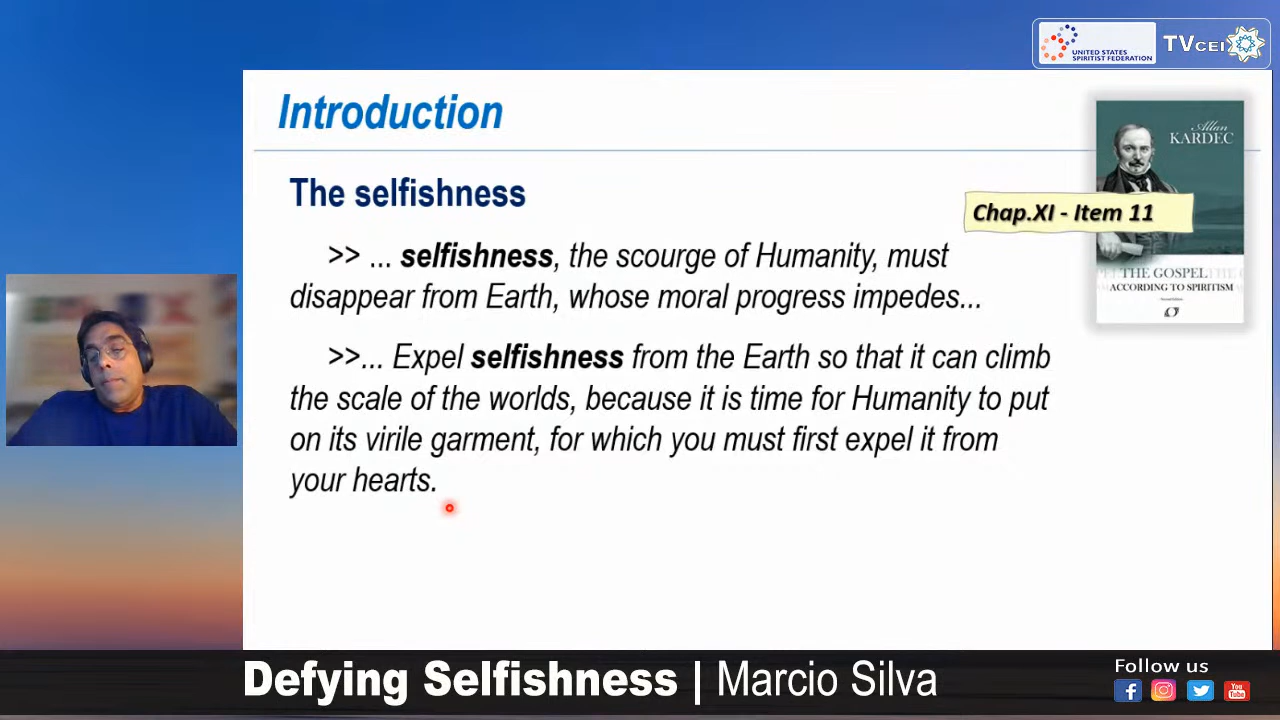 UNITED STATES
SPIRITIST FEDERATION
TVCEI
Introduction
Allan
KARDEC
The selfishness
Chap.XI - Item 11
>> ... selfishness, the scourge of Humanity, must
disappear from Earth, whose moral progress impedes...
THE GOSPEL
ACCORDING TO SPIRITISM
>>... Expel selfishness from the Earth so that it can climb
the scale of the worlds, because it is time for Humanity to put
on its virile garment, for which you must first expel it from
your hearts.
Defying Selfishness | Marcio Silva
Follow us
You
Tube